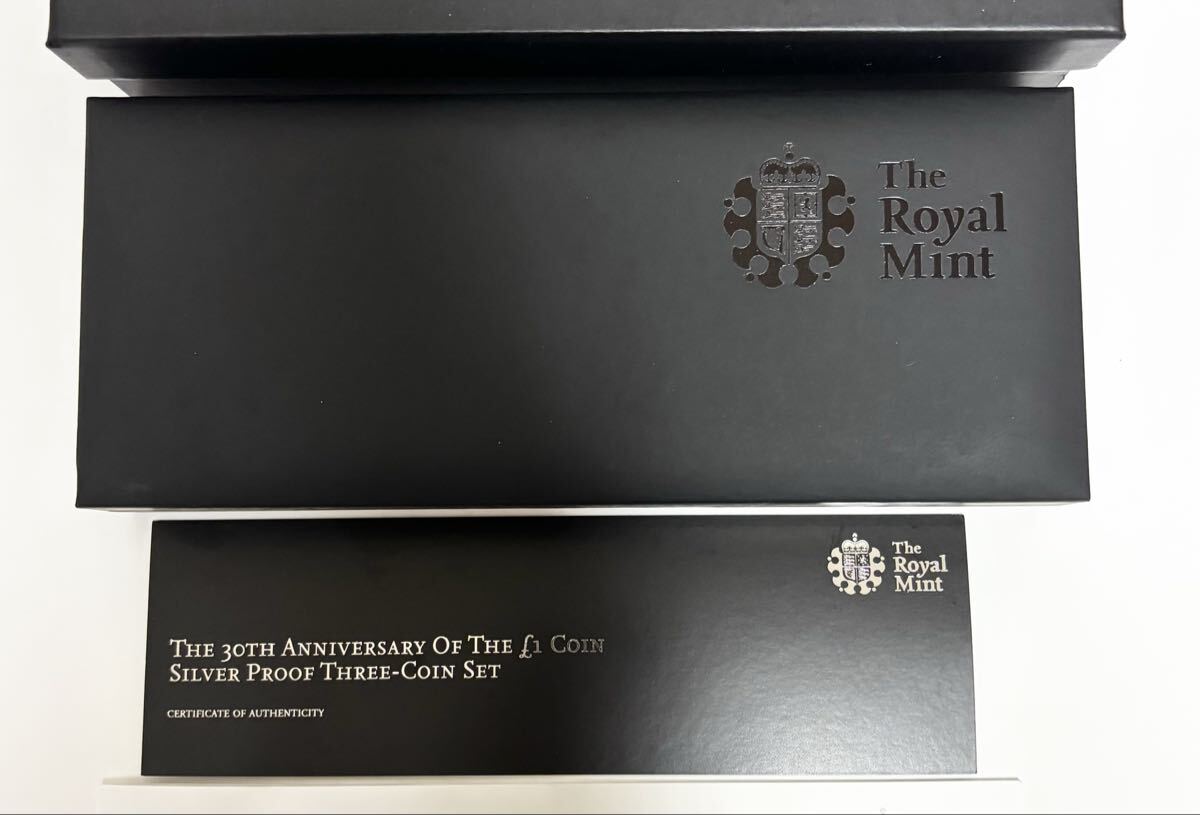 The
Royal
Mint
The
Royal
Mint
The 30th Anniversary Of The £1 Coin
Silver Proof Three-Coin Set
CERTIFICATE OF AUTHENTICITY